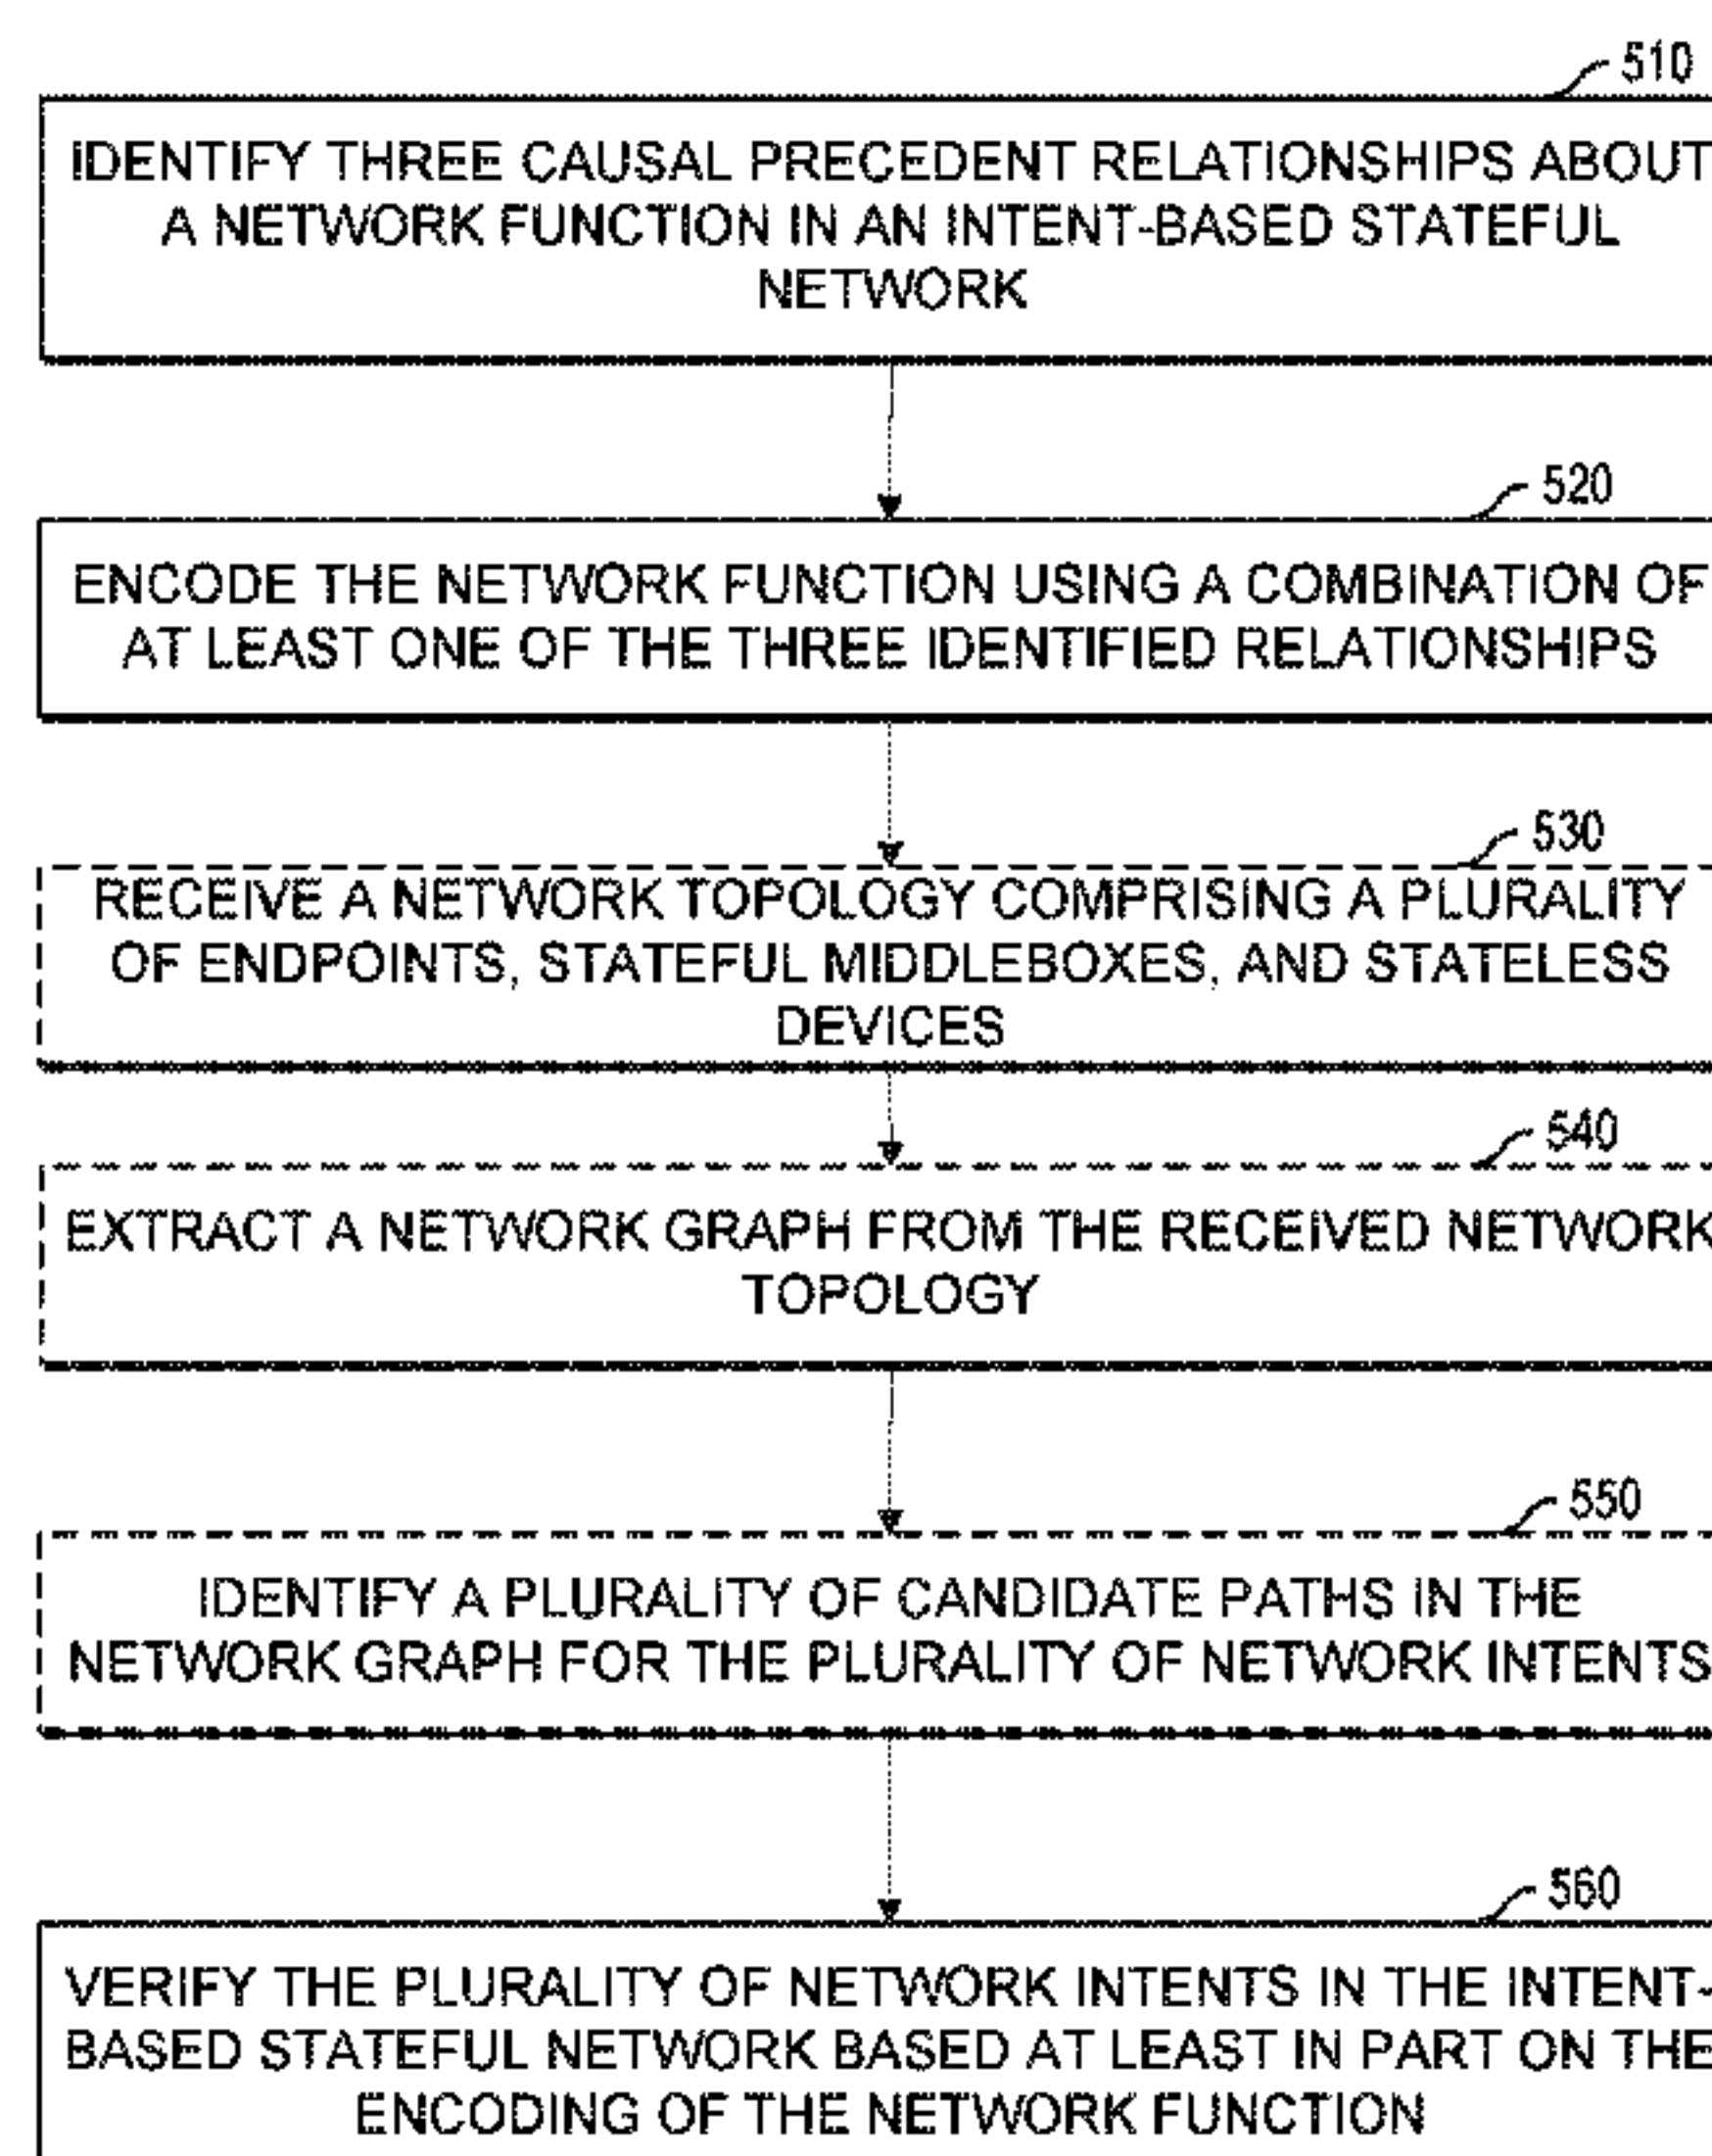 510
IDENTIFY THREE CAUSAL PRECEDENT RELATIONSHIPS ABOUT
A NETWORK FUNCTION IN AN INTENT-BASED STATEFUL
NETWORK
520
ENCODE THE NETWORK FUNCTION USING A COMBINATION OF
AT LEAST ONE OF THE THREE IDENTIFIED RELATIONSHIPS
530
RECEIVE A NETWORK TOPOLOGY COMPRISING A PLURALITY
OF ENDPOINTS, STATEFUL MIDDLEBOXES, AND STATELESS
DEVICES
540
EXTRACT A NETWORK GRAPH FROM THE RECEIVED NETWORK
TOPOLOGY
550
IDENTIFY A PLURALITY OF CANDIDATE PATHS IN THE
NETWORK GRAPH FOR THE PLURALITY OF NETWORK INTENTS
560
VERIFY THE PLURALITY OF NETWORK INTENTS IN THE INTENT-
BASED STATEFUL NETWORK BASED AT LEAST IN PART ON THE
ENCODING OF THE NETWORK FUNCTION